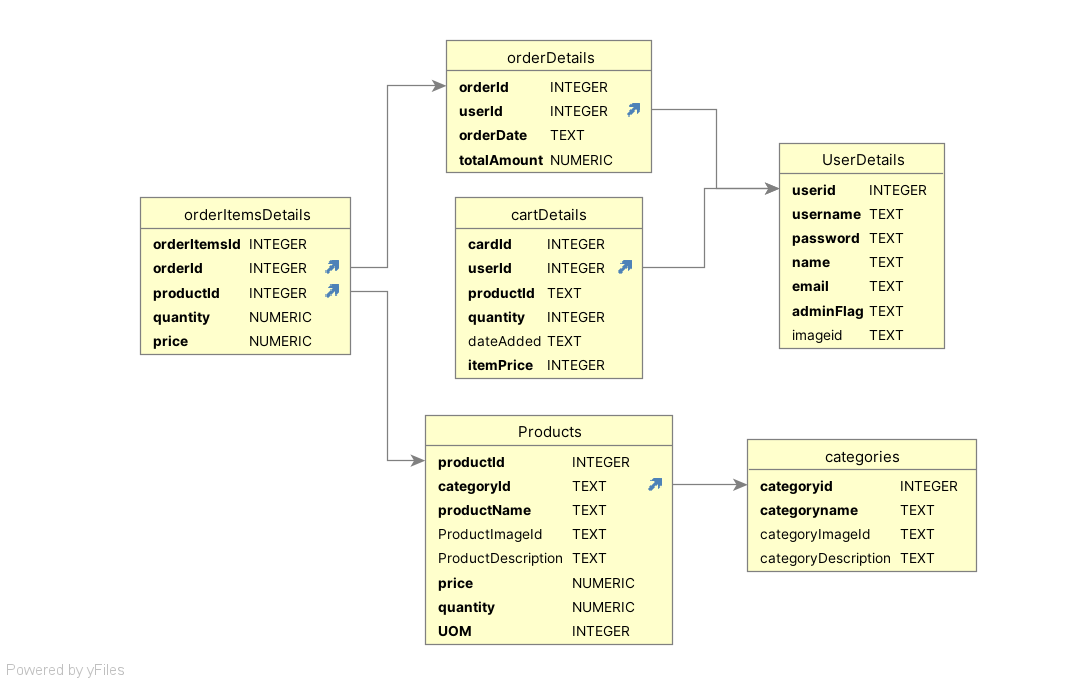 orderDetails
orderId INTEGER
userId INTEGER
orderDate TEXT
totalAmount NUMERIC
UserDetails
userid INTEGER
username TEXT
password TEXT
name TEXT
email TEXT
adminFlag TEXT
imageid TEXT
orderItemsDetails
orderItemsId INTEGER
orderId INTEGER
productId INTEGER
quantity NUMERIC
price NUMERIC
cartDetails
cardId INTEGER
userId INTEGER
productId TEXT
quantity INTEGER
dateAdded TEXT
itemPrice INTEGER
Products
productId INTEGER
categoryId TEXT
productName TEXT
ProductImageId TEXT
ProductDescription TEXT
price NUMERIC
quantity NUMERIC
UOM INTEGER
categories
categoryid INTEGER
categoryname TEXT
categoryImageId TEXT
categoryDescription TEXT
Powered by yFiles